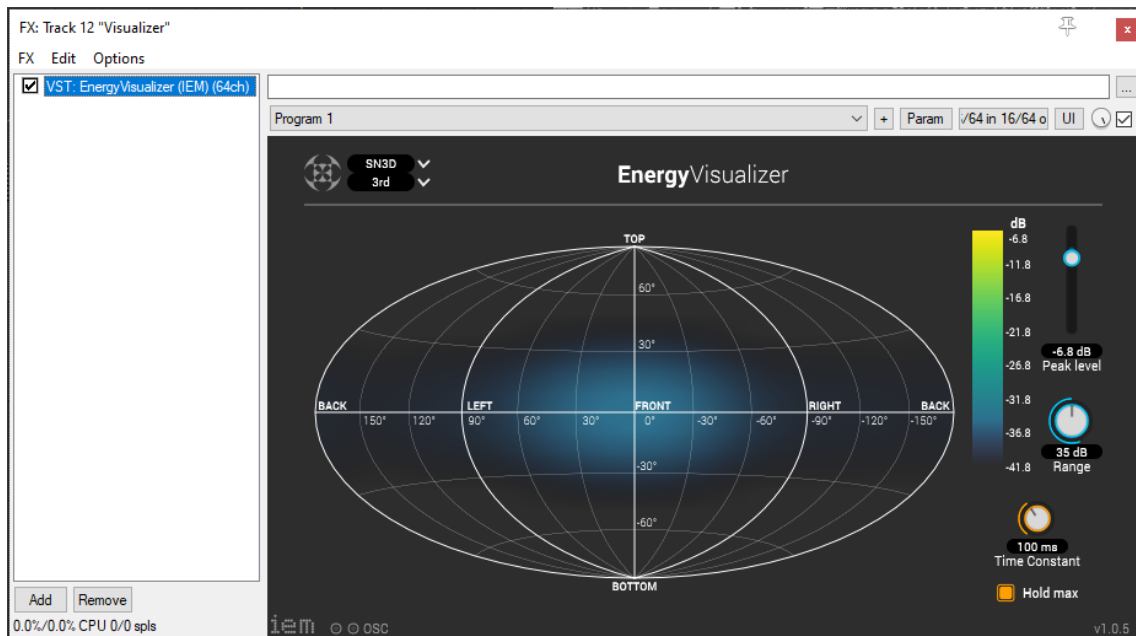 FX: Track 12 "Visualizer"
x
FX Edit Options
VST: EnergyVisualizer (IEM) (64ch)
...
Program 1
+
Param
/64 in 16/64 o
UI
SN3D
3rd
EnergyVisualizer
TOP
60°
30°
BACK
LEFT
FRONT
RIGHT
BACK
150° 120° 90° 60° 30° 0° -30° -60° -90° -120° -150°
-30°
-60°
BOTTOM
dB
-6.8
-11.8
-16.8
-21.8
-26.8
-31.8
-36.8
-41.8
-6.8 dB
Peak level
35 dB
Range
100 ms
Time Constant
Hold max
Add Remove
0.0%/0.0% CPU 0/0 spls
iem OSC
v1.0.5